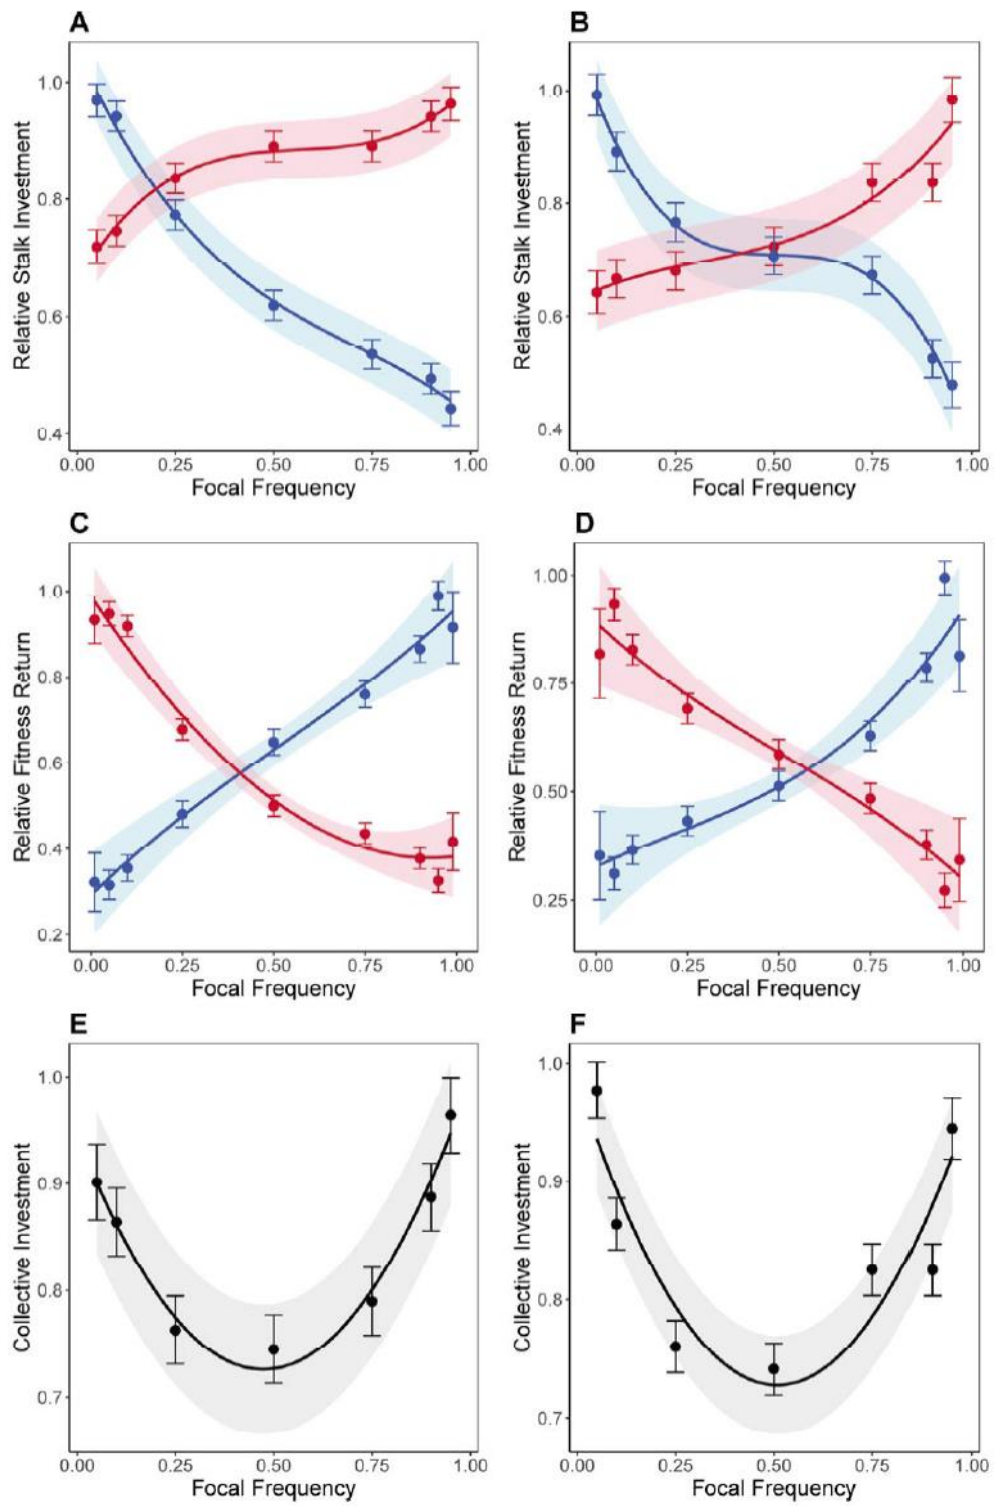 A
B
1.0
0.8
0.6
0.4
Relative Stalk Investment
0.00 0.25 0.50 0.75 1.00
Focal Frequency
1.0
0.8
0.6
0.4
Relative Stalk Investment
0.00 0.25 0.50 0.75 1.00
Focal Frequency
C
D
1.0
0.8
0.6
0.4
0.2
Relative Fitness Return
0.00 0.25 0.50 0.75 1.00
Focal Frequency
1.00
0.75
0.50
0.25
Relative Fitness Return
0.00 0.25 0.50 0.75 1.00
Focal Frequency
E
F
1.0
0.9
0.8
0.7
Collective Investment
0.00 0.25 0.50 0.75 1.00
Focal Frequency
1.0
0.9
0.8
0.7
Collective Investment
0.00 0.25 0.50 0.75 1.00
Focal Frequency